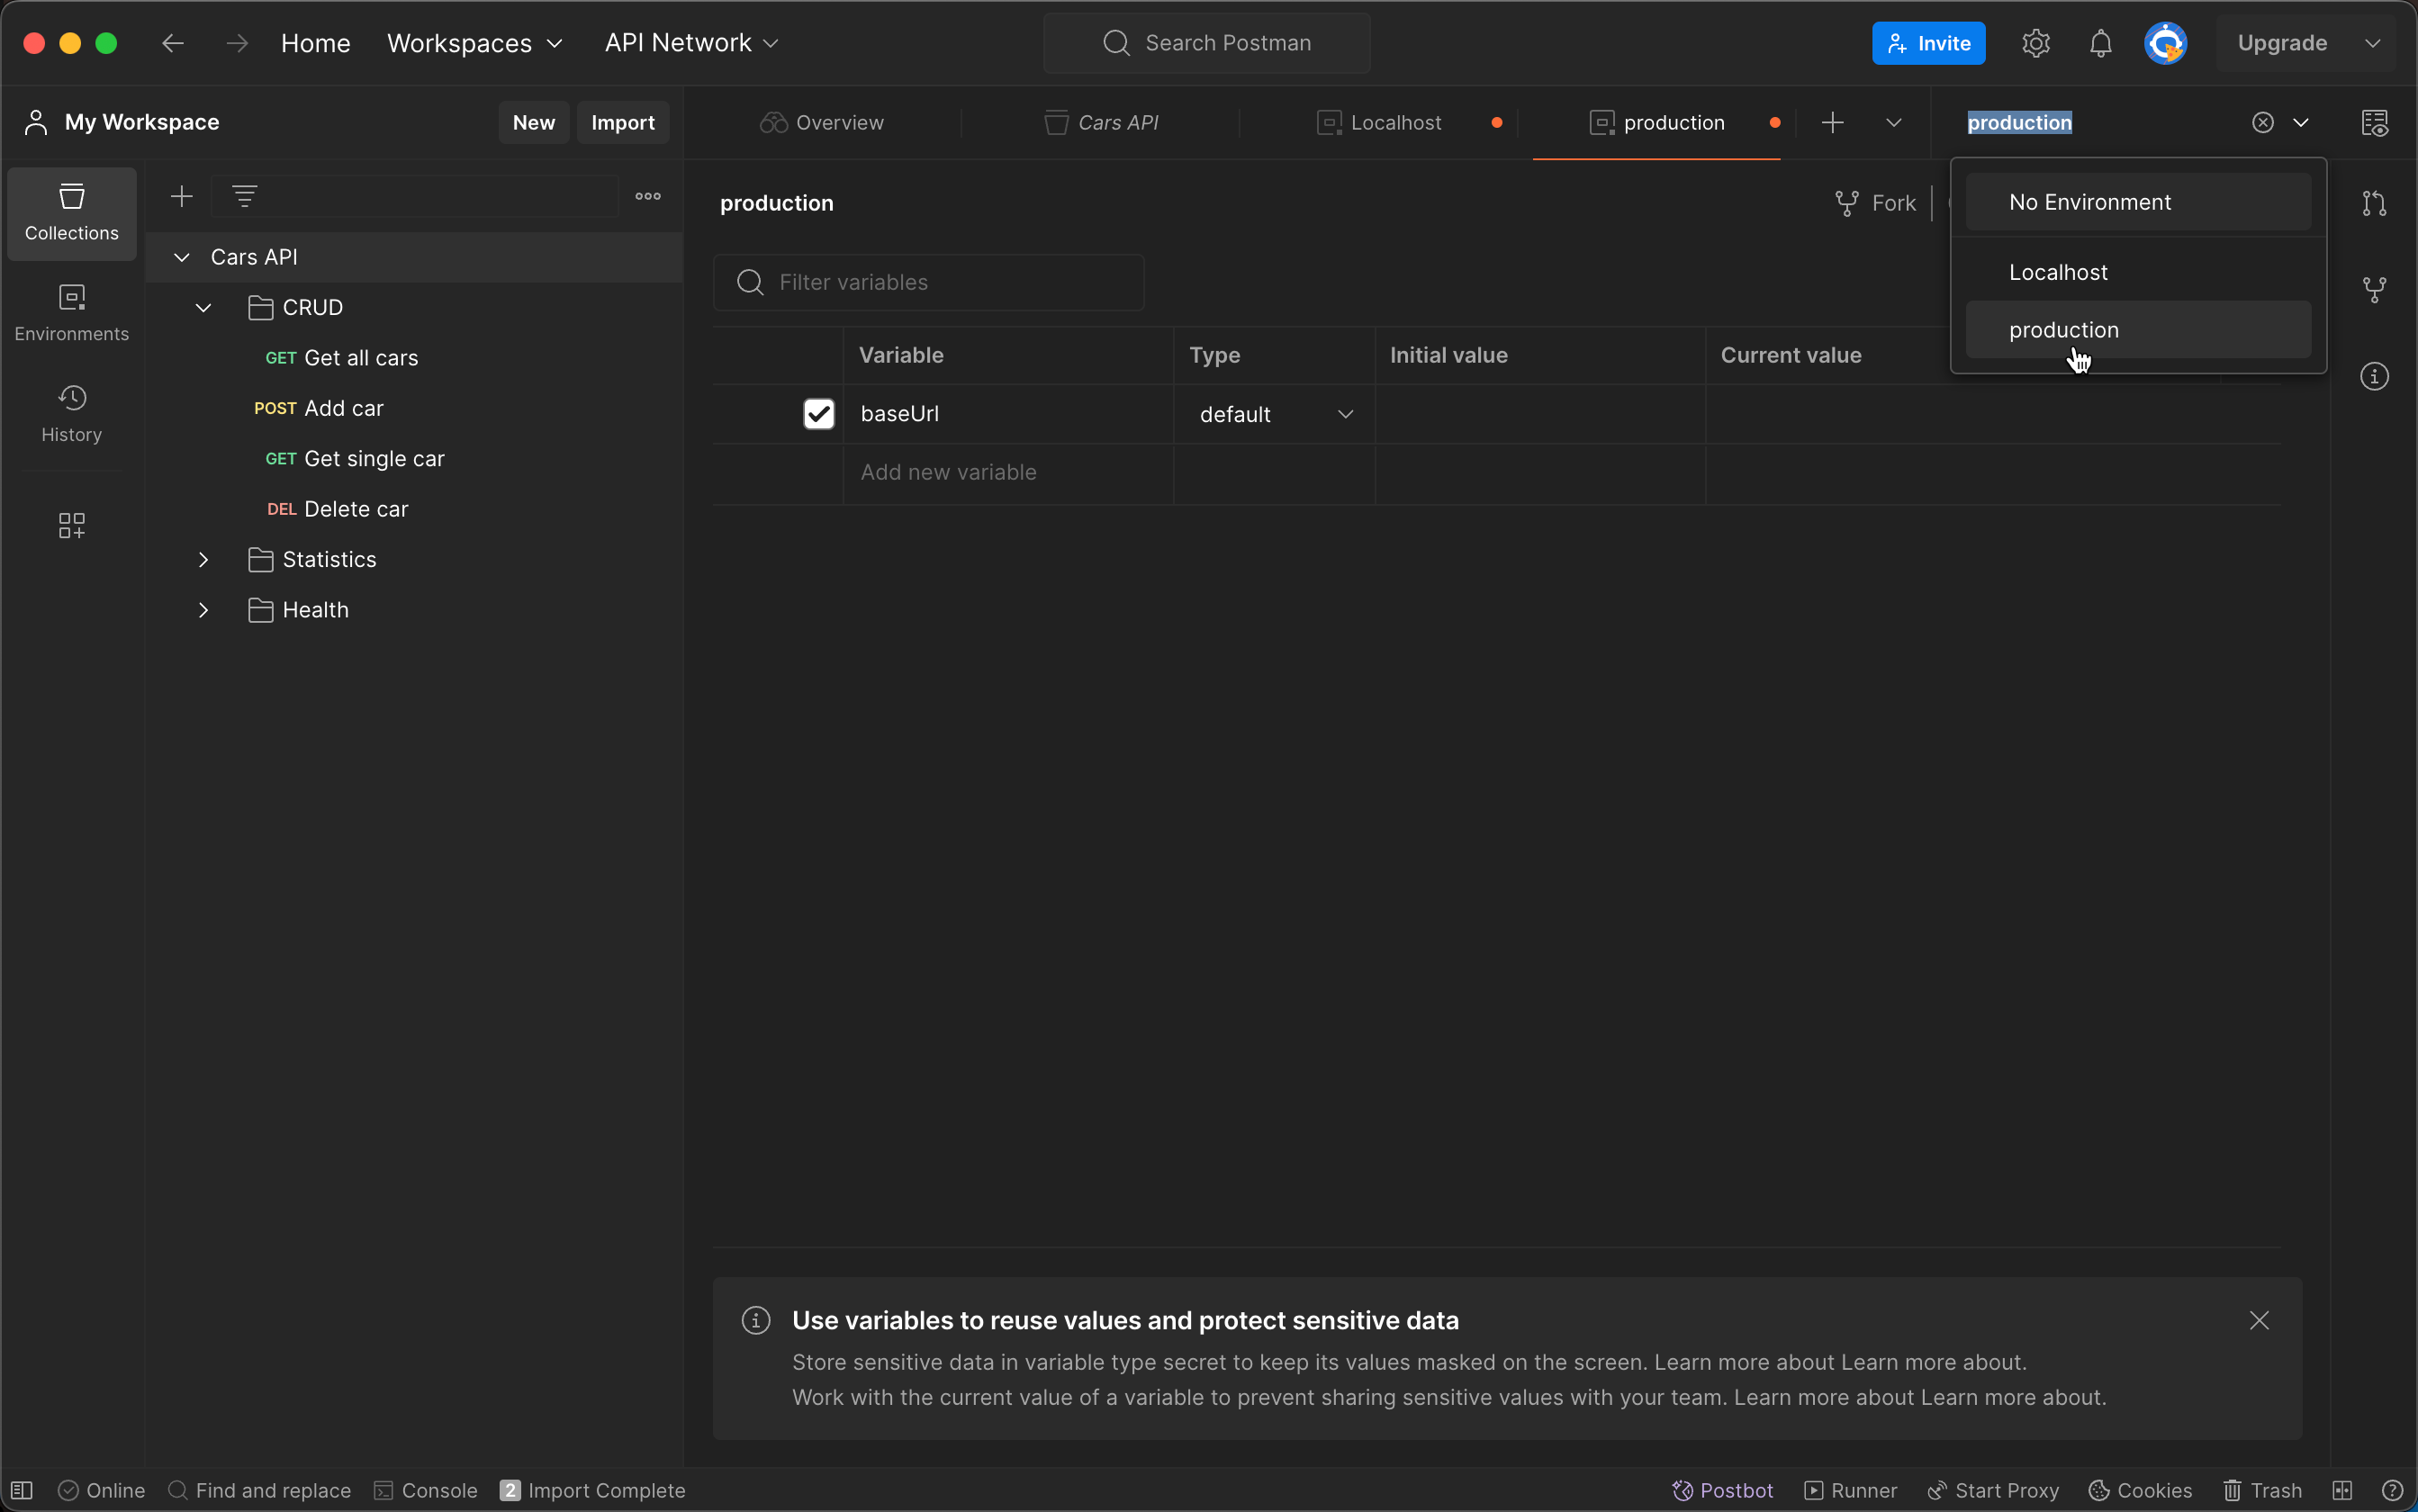 Home Workspaces API Network Search Postman Invite Upgrade
My Workspace New Import Overview Cars API Localhost production production
Collections
Environments
History
Cars API
CRUD
GET Get all cars
POST Add car
GET Get single car
DEL Delete car
Statistics
Health
production Fork
No Environment
Localhost
production
Filter variables
Variable Type Initial value Current value
baseUrl default
Add new variable
Use variables to reuse values and protect sensitive data
Store sensitive data in variable type secret to keep its values masked on the screen. Learn more about Learn more about.
Work with the current value of a variable to prevent sharing sensitive values with your team. Learn more about Learn more about.
Online Find and replace Console 2 Import Complete Postbot Runner Start Proxy Cookies Trash